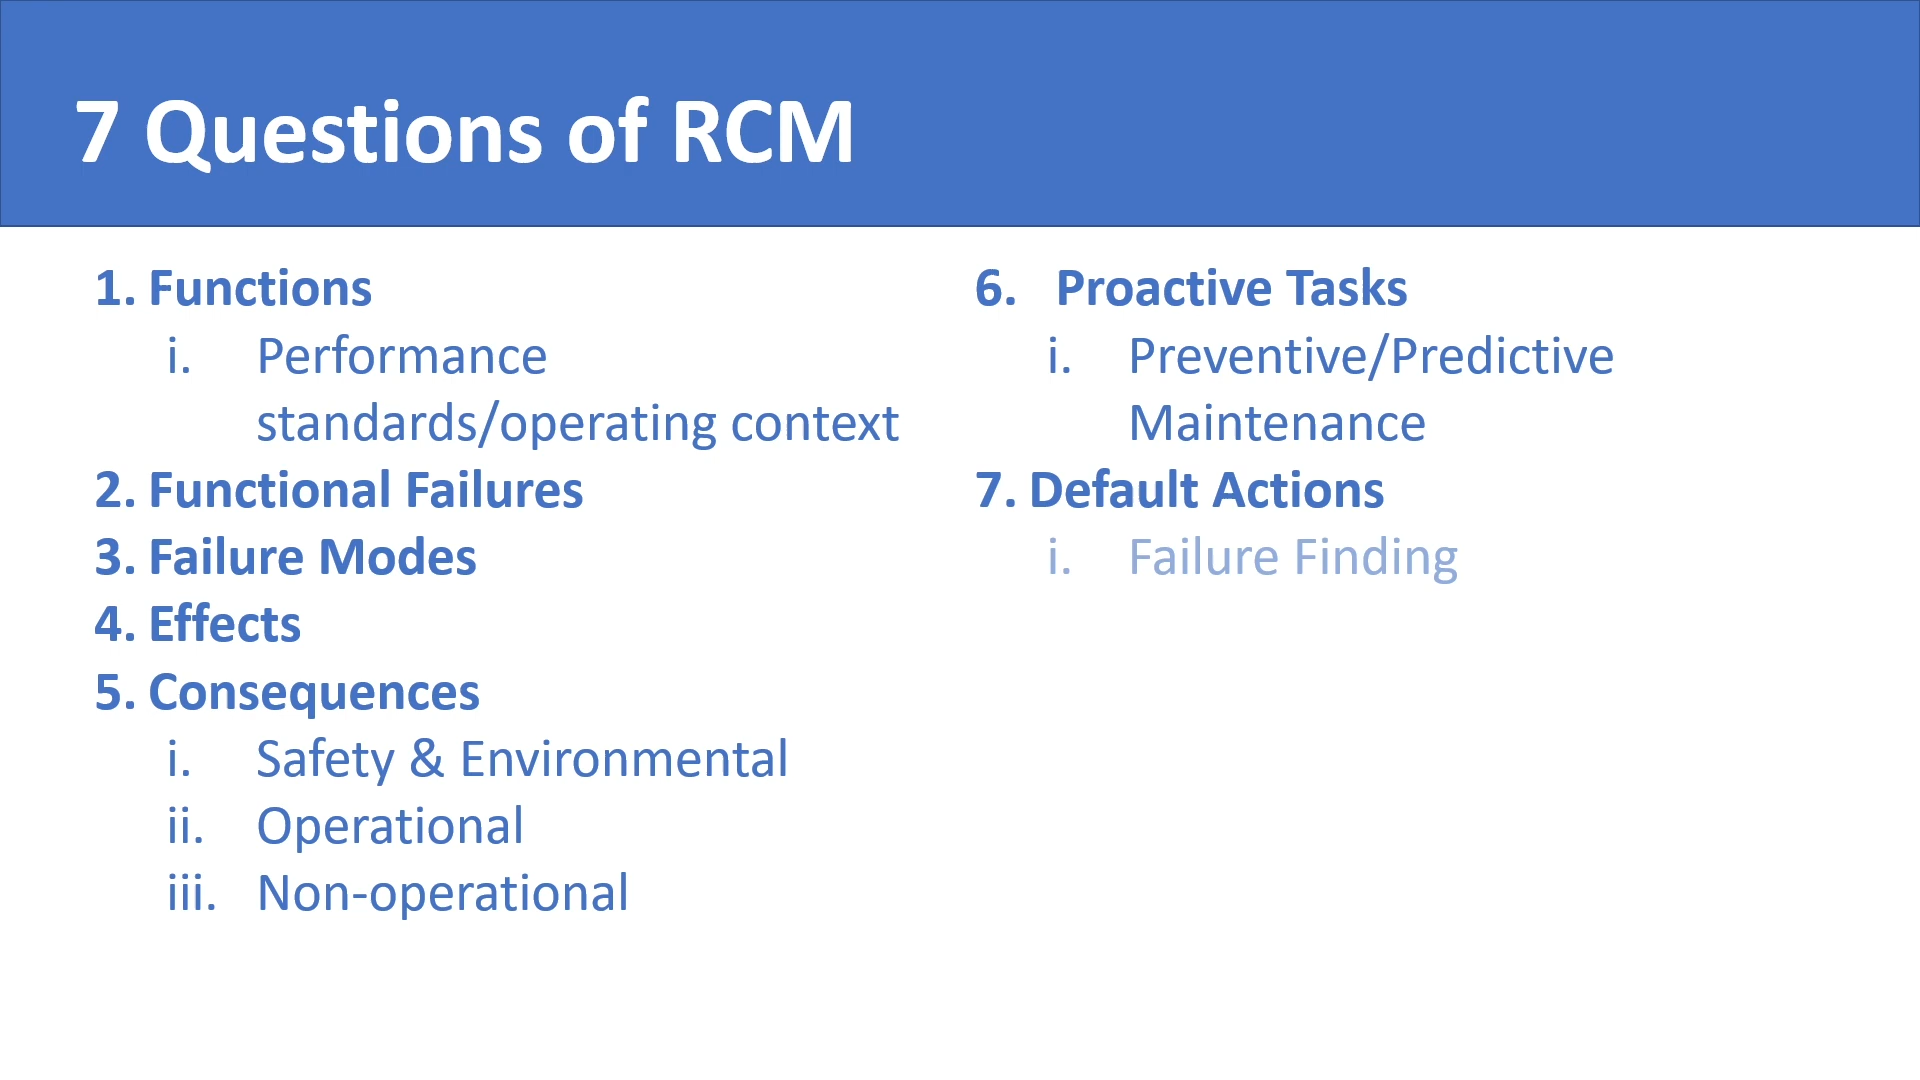 7 Questions of RCM
1. Functions
i. Performance
standards/operating context
2. Functional Failures
3. Failure Modes
4. Effects
5. Consequences
i. Safety & Environmental
ii. Operational
iii. Non-operational
6. Proactive Tasks
i. Preventive/Predictive
Maintenance
7. Default Actions
i. Failure Finding